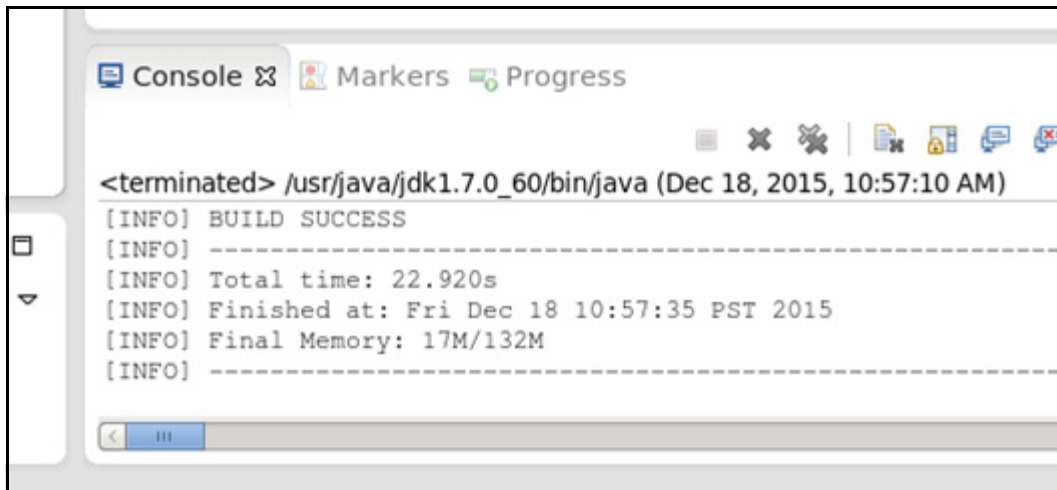 Console Markers Progress
<terminated> /usr/java/jdk1.7.0_60/bin/java (Dec 18, 2015, 10:57:10 AM)
[INFO] BUILD SUCCESS
[INFO] ------------------------------------------------------------------------
[INFO] Total time: 22.920s
[INFO] Finished at: Fri Dec 18 10:57:35 PST 2015
[INFO] Final Memory: 17M/132M
[INFO] ------------------------------------------------------------------------